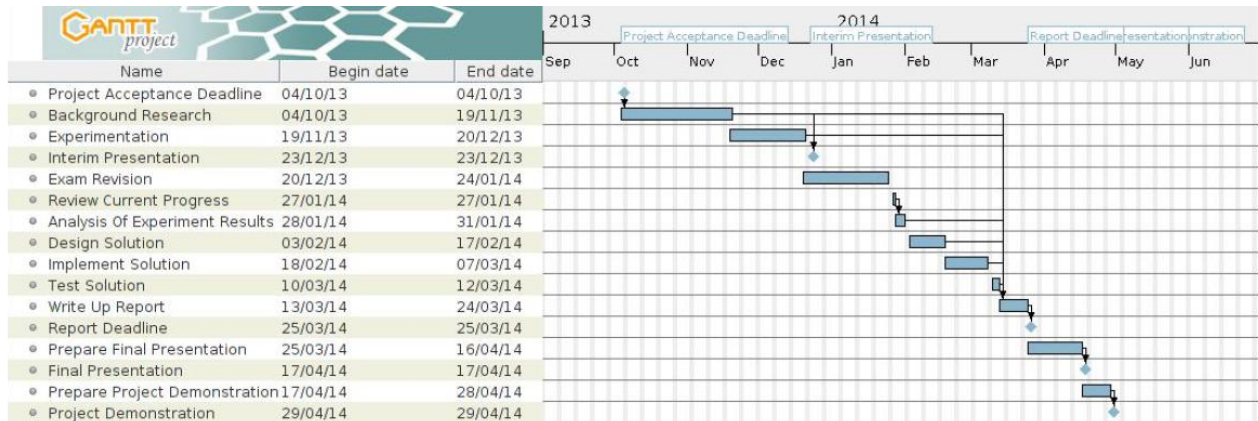 GANTT
project
2013
2014
Project Acceptance Deadline
Interim Presentation
Report Deadline
resentation
onstration
Sep Oct Nov Dec Jan Feb Mar Apr May Jun
Name Begin date End date
Project Acceptance Deadline 04/10/13 04/10/13
Background Research 04/10/13 19/11/13
Experimentation 19/11/13 20/12/13
Interim Presentation 23/12/13 23/12/13
Exam Revision 20/12/13 24/01/14
Review Current Progress 27/01/14 27/01/14
Analysis Of Experiment Results 28/01/14 31/01/14
Design Solution 03/02/14 17/02/14
Implement Solution 18/02/14 07/03/14
Test Solution 10/03/14 12/03/14
Write Up Report 13/03/14 24/03/14
Report Deadline 25/03/14 25/03/14
Prepare Final Presentation 25/03/14 16/04/14
Final Presentation 17/04/14 17/04/14
Prepare Project Demonstration 17/04/14 28/04/14
Project Demonstration 29/04/14 29/04/14